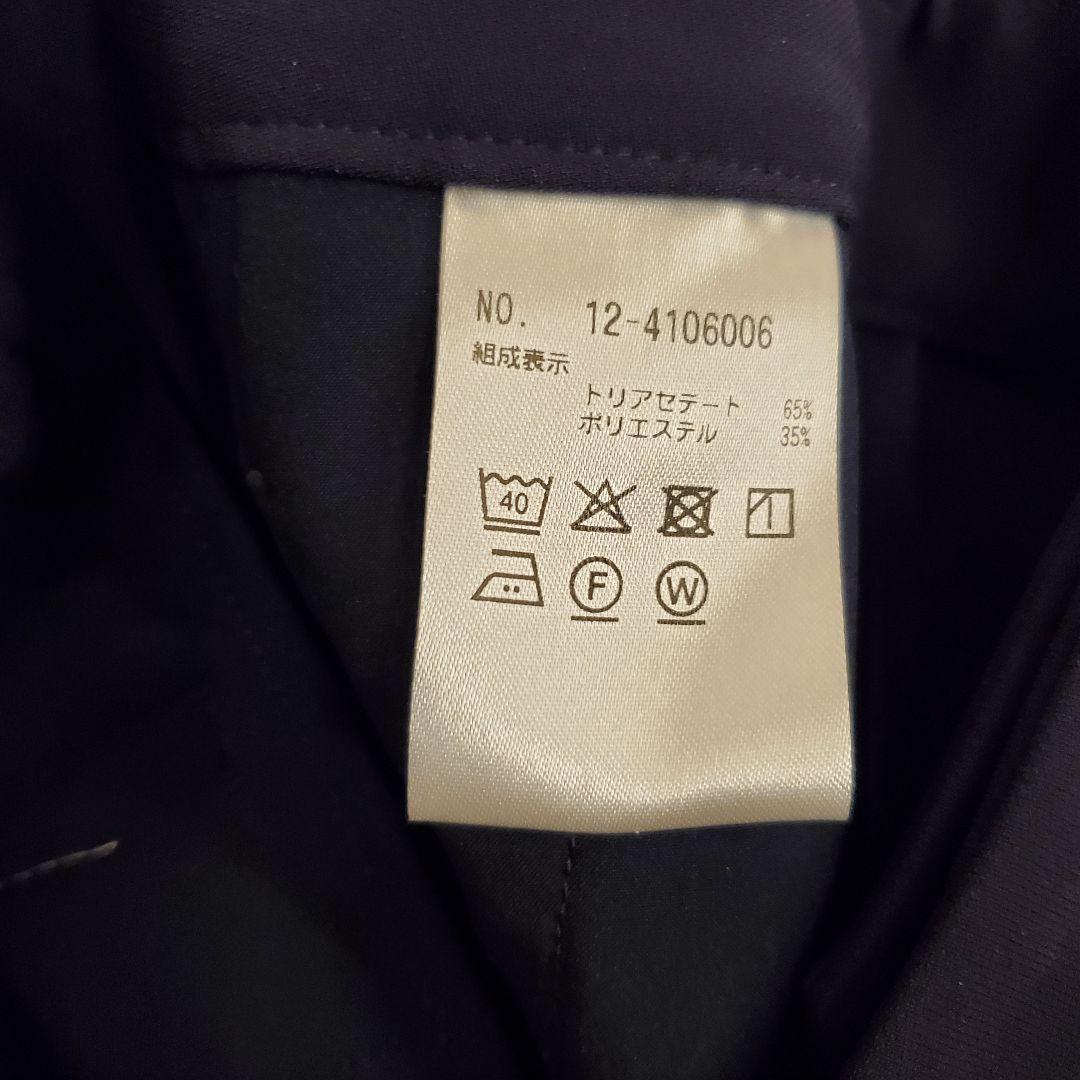 NO. 12-4106006
組成表示
トリアセテート 65%
ポリエステル 35%
40
F W